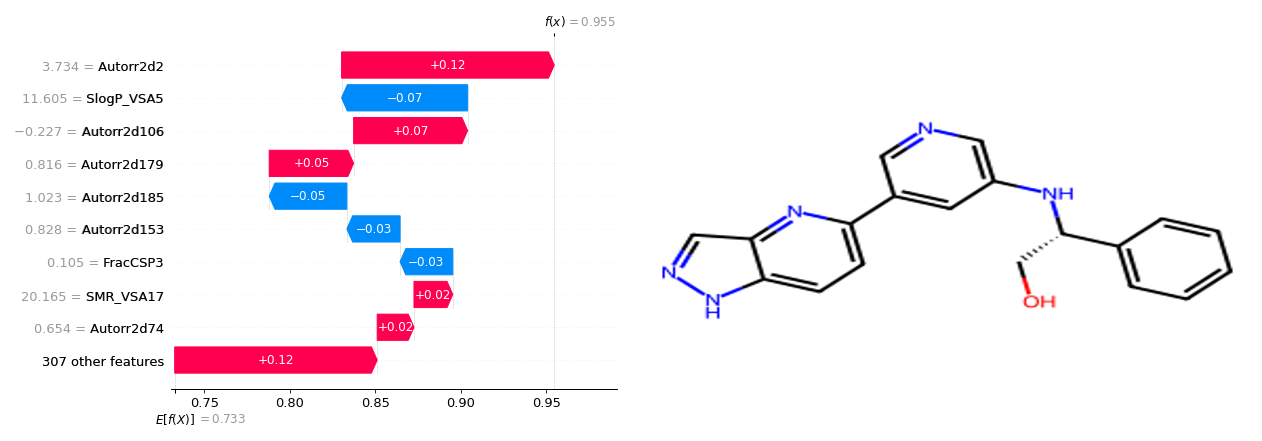 f(x) = 0.955
3.734 = Autorr2d2 +0.12
11.605 = SlogP_VSA5 −0.07
−0.227 = Autorr2d106 +0.07
0.816 = Autorr2d179 +0.05
1.023 = Autorr2d185 −0.05
0.828 = Autorr2d153 −0.03
0.105 = FracCSP3 −0.03
20.165 = SMR_VSA17 +0.02
0.654 = Autorr2d74 +0.02
307 other features +0.12
0.75 0.80 0.85 0.90 0.95
E[f(X)] = 0.733
N
NH
N
N
N
H
OH